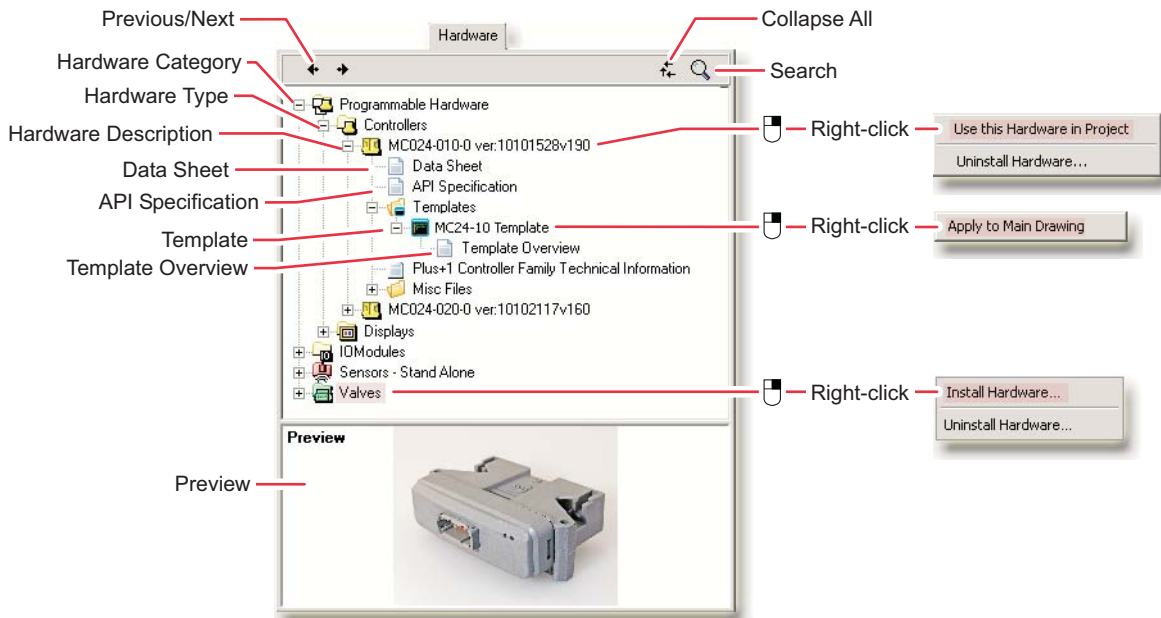 Previous/Next
Collapse All
Hardware
Hardware Category
Search
Programmable Hardware
Hardware Type
Controllers
Hardware Description
MC024-010-0 ver:10101528v190
Right-click
Use this Hardware in Project
Uninstall Hardware...
Data Sheet
Data Sheet
API Specification
API Specification
Templates
Template
MC24-10 Template
Right-click
Apply to Main Drawing
Template Overview
Template Overview
Plus+1 Controller Family Technical Information
Misc Files
MC024-020-0 ver:10102117v160
Displays
IO
IOModules
Sensors - Stand Alone
Valves
Right-click
Install Hardware...
Uninstall Hardware...
Preview
Preview